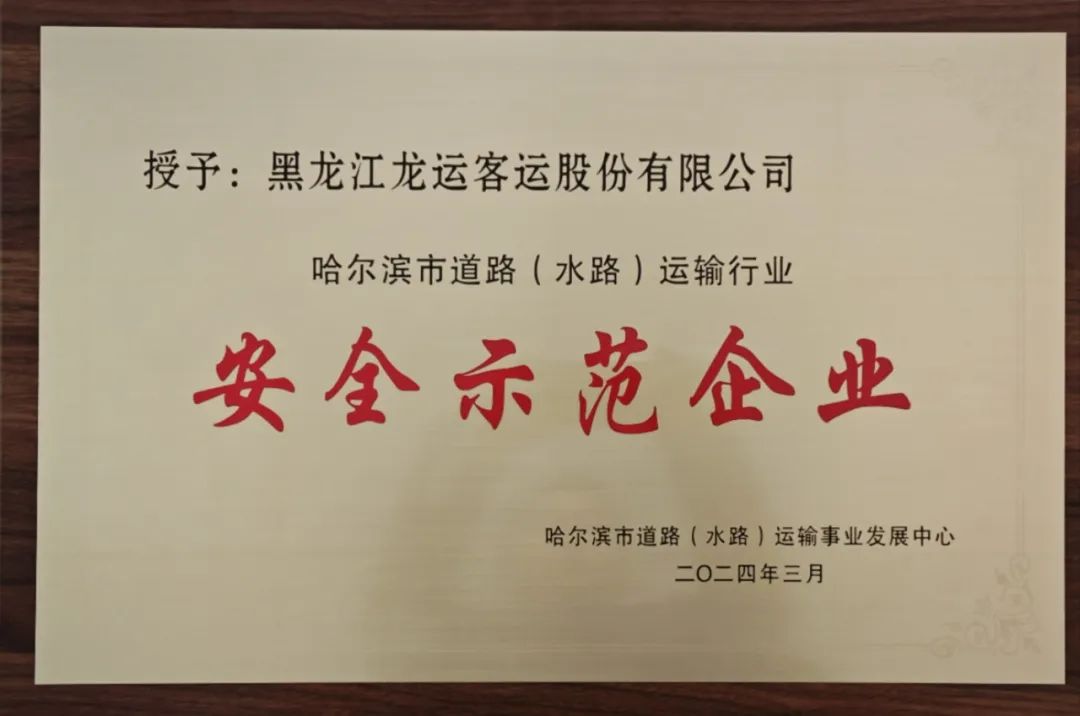 授予：黑龙江龙运客运股份有限公司
哈尔滨市道路（水路）运输行业
安全示范企业
哈尔滨市道路（水路）运输事业发展中心
二〇二四年三月